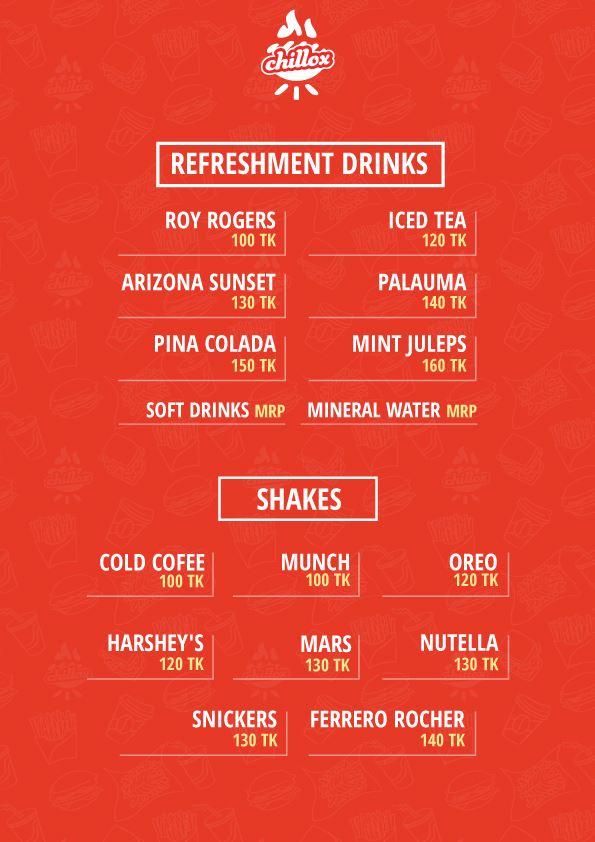 chillox
REFRESHMENT DRINKS
ROY ROGERS
100 TK
ICED TEA
120 TK
ARIZONA SUNSET
130 TK
PALAUMA
140 TK
PINA COLADA
150 TK
MINT JULEPS
160 TK
SOFT DRINKS MRP
MINERAL WATER MRP
SHAKES
COLD COFEE
100 TK
MUNCH
100 TK
OREO
120 TK
HARSHEY'S
120 TK
MARS
130 TK
NUTELLA
130 TK
SNICKERS
130 TK
FERRERO ROCHER
140 TK